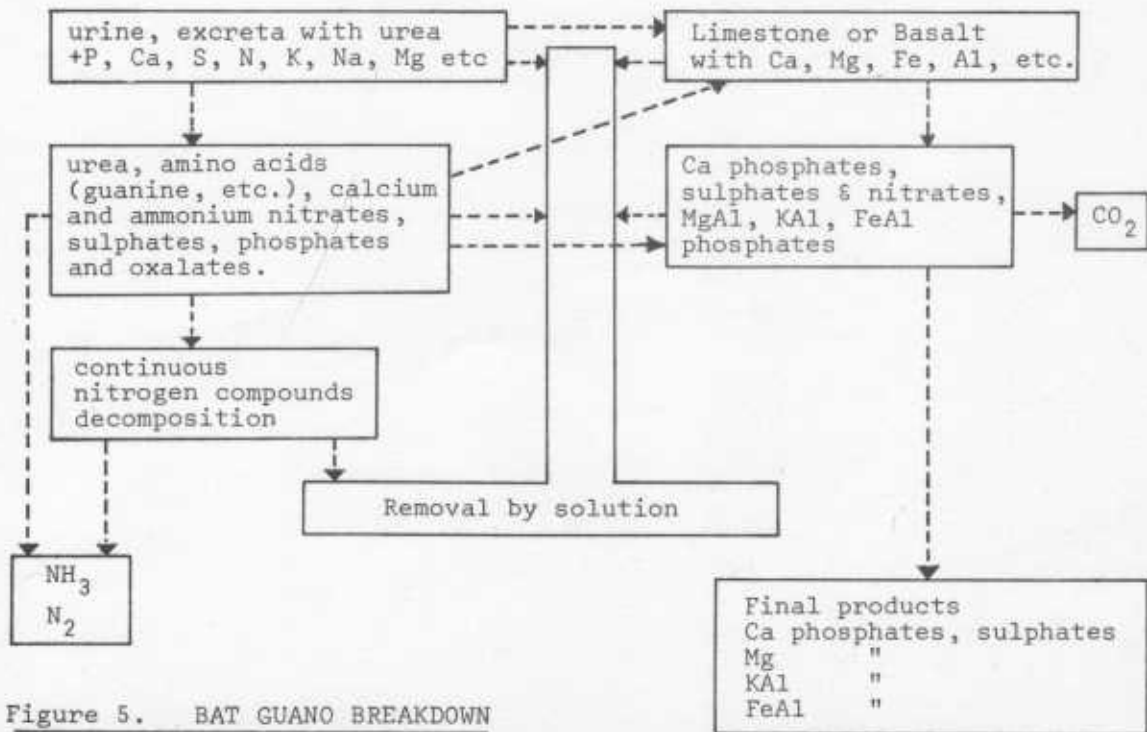 urine, excreta with urea
+P, Ca, S, N, K, Na, Mg etc
Limestone or Basalt
with Ca, Mg, Fe, Al, etc.
urea, amino acids
(guanine, etc.), calcium
and ammonium nitrates,
sulphates, phosphates
and oxalates.
Ca phosphates,
sulphates & nitrates,
MgAl, KAl, FeAl
phosphates
CO2
continuous
nitrogen compounds
decomposition
Removal by solution
NH3
N2
Final products
Ca phosphates, sulphates
Mg "
KAl "
FeAl "
Figure 5. BAT GUANO BREAKDOWN